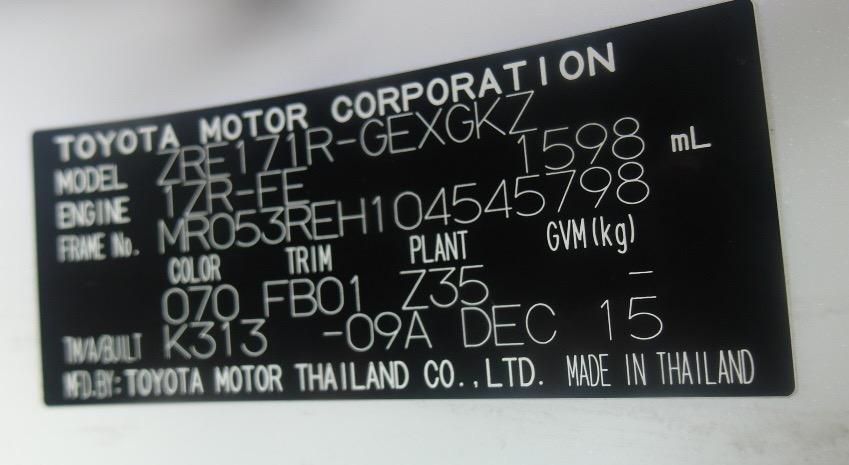 TOYOTA MOTOR CORPORATION
MODEL ZRE171R-GEXGKZ
ENGINE 1ZR-FE 1598 mL
FRAME No. MR053REH104545798
COLOR TRIM PLANT GVM(kg)
070 FB01 Z35 –
TM/A/BUILT K313 -09A DEC 15
MFD.BY:TOYOTA MOTOR THAILAND CO.,LTD. MADE IN THAILAND